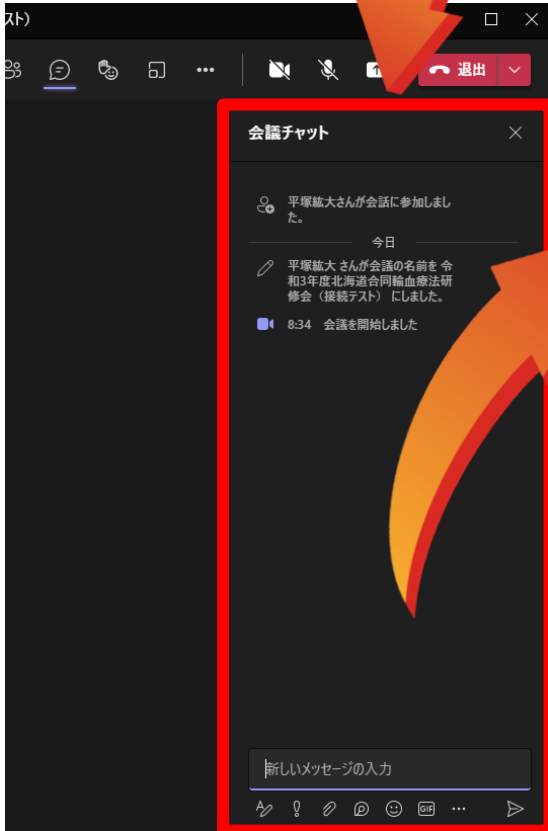 スト)
退出
会議チャット
平塚紘大さんが会話に参加しまし
た。
今日
平塚紘大 さんが会議の名前を 令
和3年度北海道合同輸血療法研
修会（接続テスト） にしました。
8:34 会議を開始しました
新しいメッセージの入力
GIF